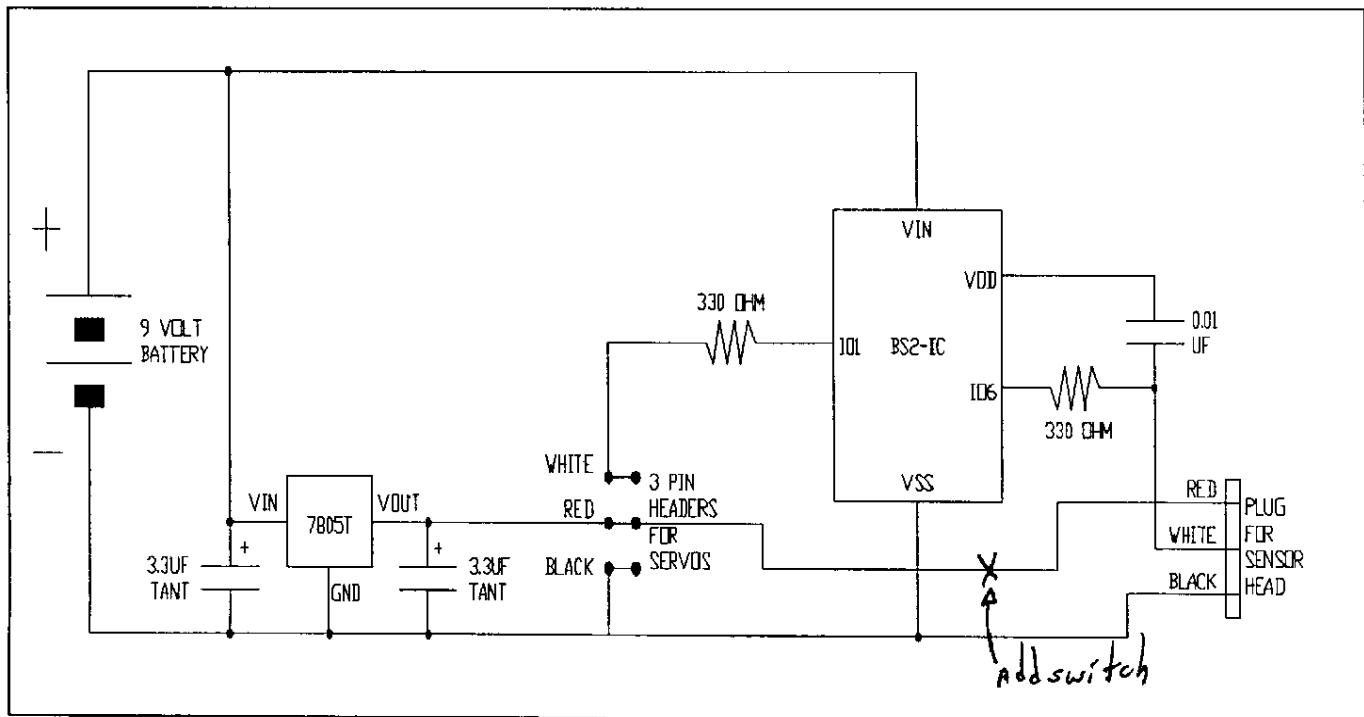 +
9 VOLT
BATTERY
−
VIN
7805T
VOUT
GND
+
3.3UF
TANT
+
3.3UF
TANT
330 OHM
WHITE
RED
BLACK
3 PIN
HEADERS
FOR
SERVOS
VIN
VDD
IO1
BS2-IC
IO6
VSS
0.01
UF
330 OHM
RED
WHITE
BLACK
PLUG
FOR
SENSOR
HEAD
X
Add switch